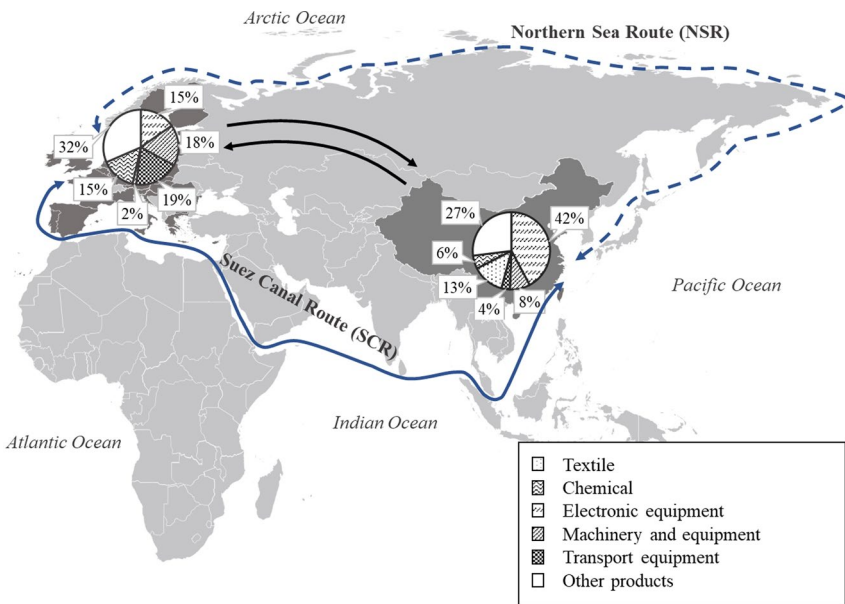 Arctic Ocean
Northern Sea Route (NSR)
15%
32%
18%
15%
2%
19%
27%
42%
6%
13%
4%
8%
Suez Canal Route (SCR)
Pacific Ocean
Indian Ocean
Atlantic Ocean
Textile
Chemical
Electronic equipment
Machinery and equipment
Transport equipment
Other products